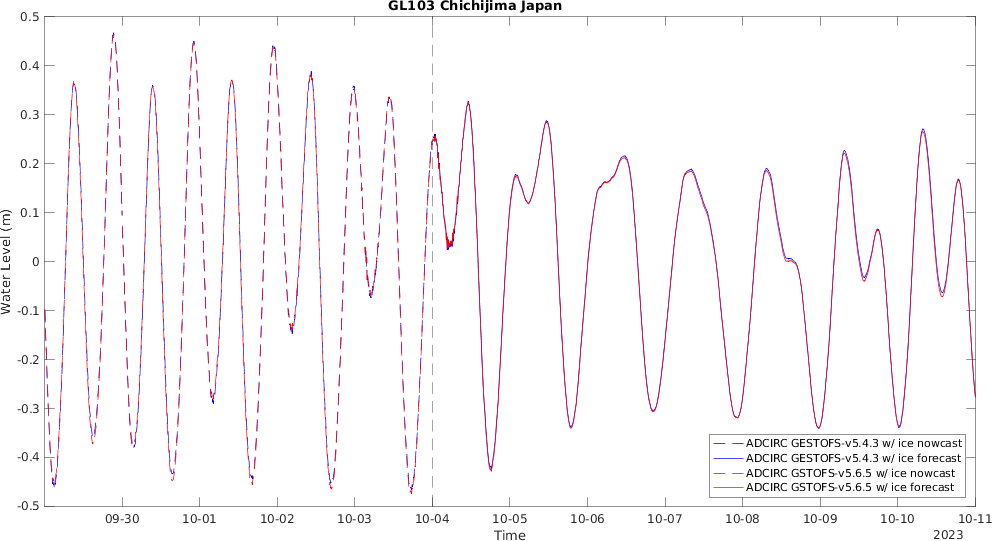 GL103 Chichijima Japan
0.5
0.4
0.3
0.2
0.1
0
-0.1
-0.2
-0.3
-0.4
-0.5
Water Level (m)
ADCIRC GESTOFS-v5.4.3 w/ ice nowcast
ADCIRC GESTOFS-v5.4.3 w/ ice forecast
ADCIRC GSTOFS-v5.6.5 w/ ice nowcast
ADCIRC GSTOFS-v5.6.5 w/ ice forecast
09-30 10-01 10-02 10-03 10-04 10-05 10-06 10-07 10-08 10-09 10-10 10-11
Time
2023